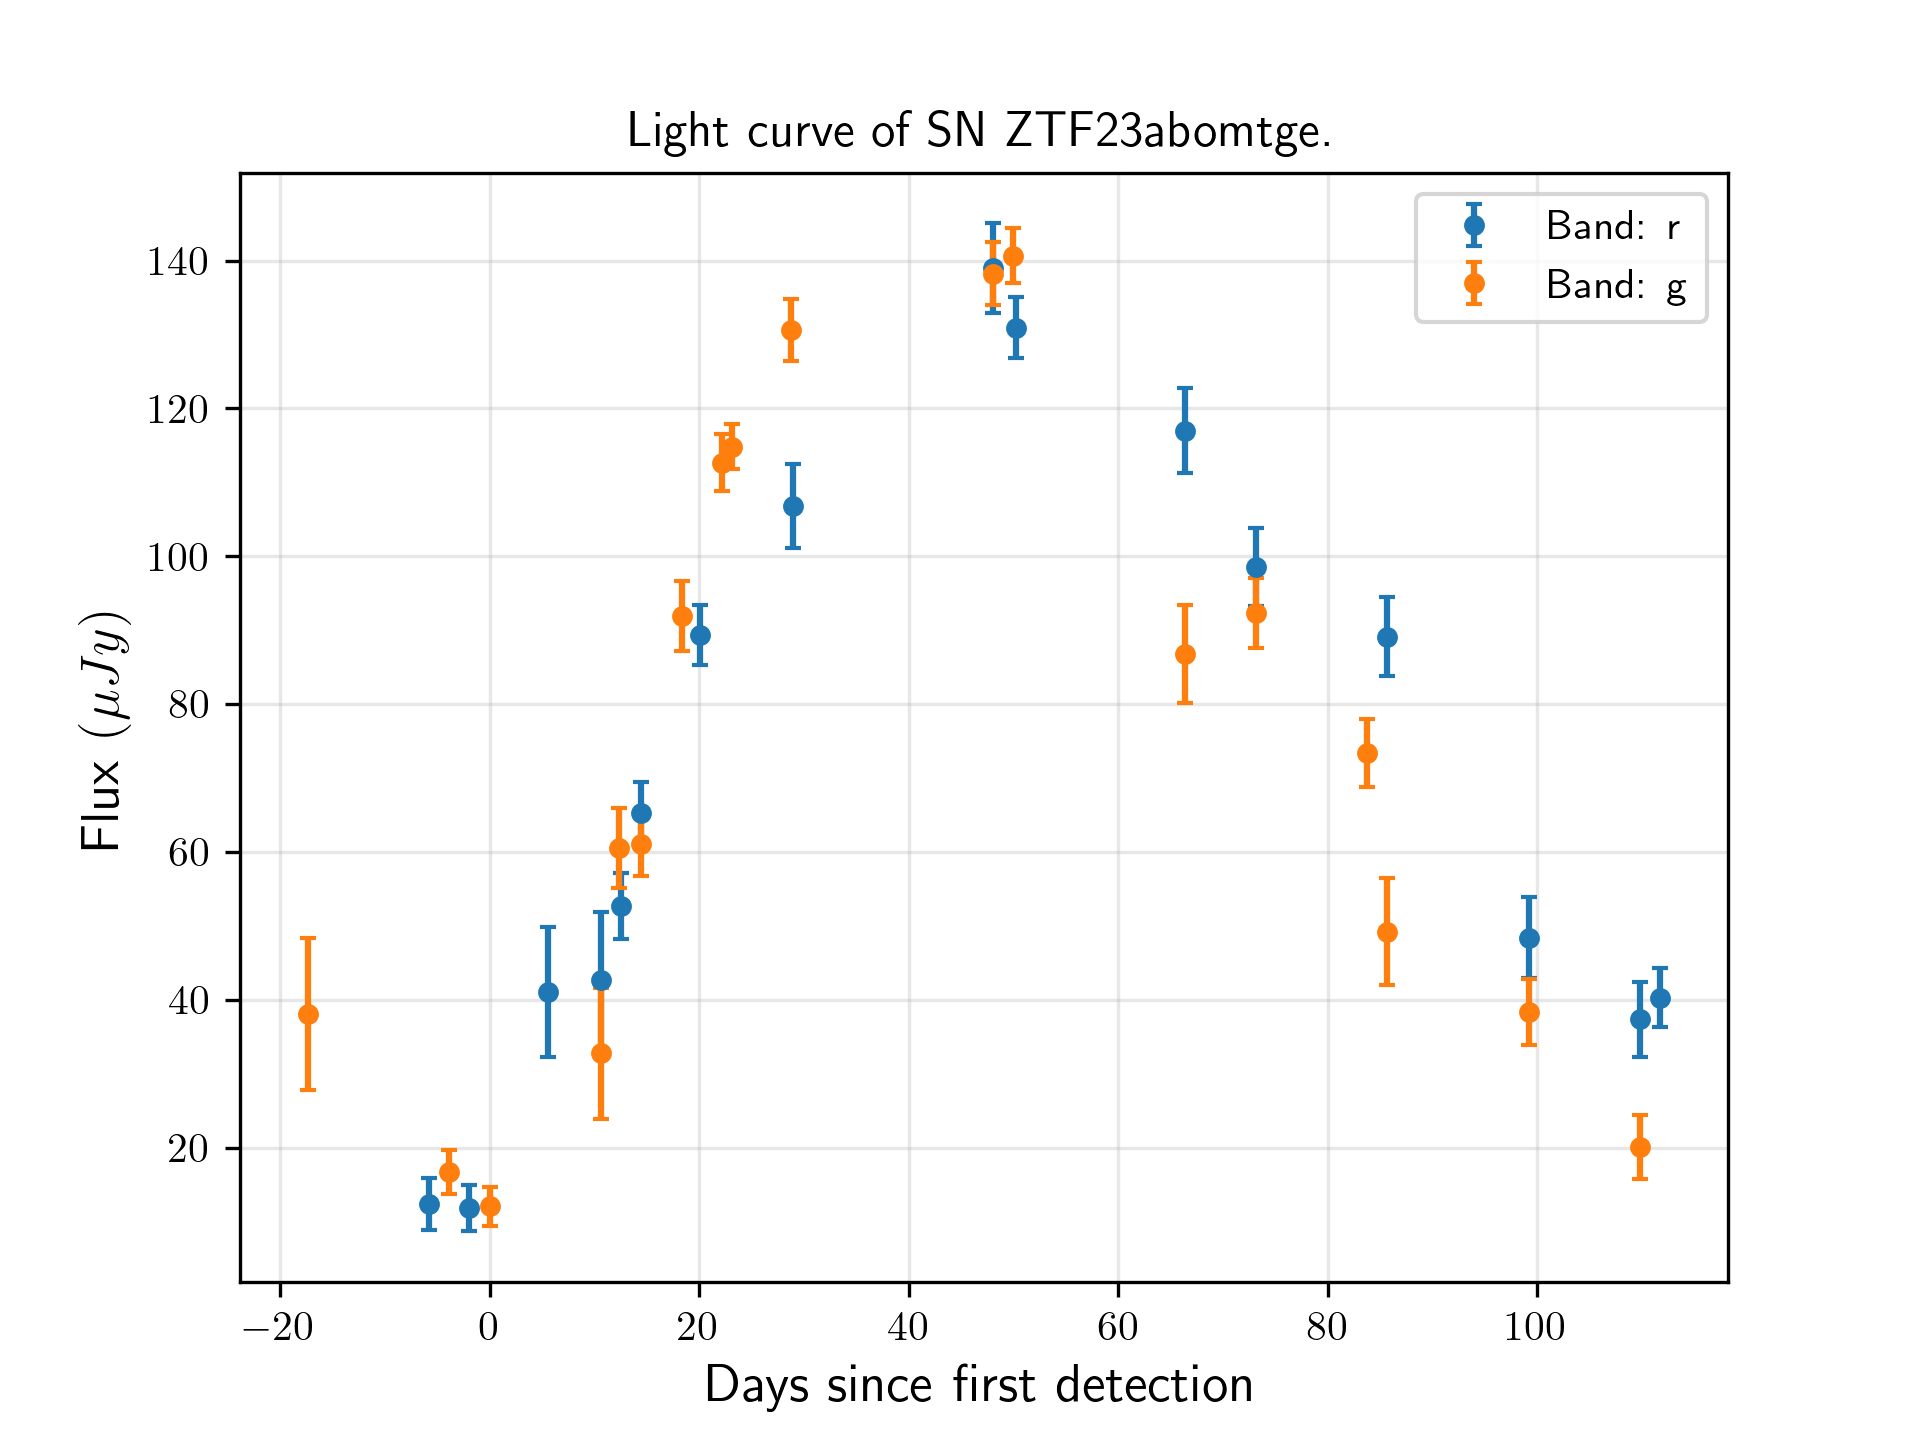 Light curve of SN ZTF23abomtge.
Band: r
Band: g
140
120
100
80
60
40
20
Flux (μJy)
−20 0 20 40 60 80 100
Days since first detection